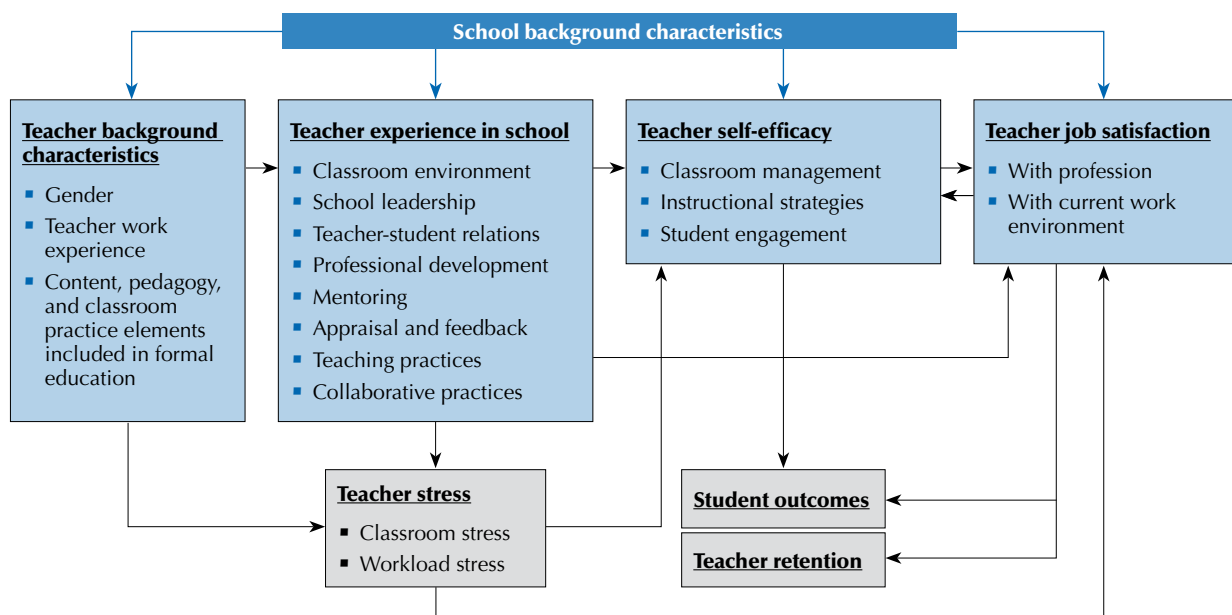 School background characteristics
Teacher background
characteristics
Gender
Teacher work
experience
Content, pedagogy,
and classroom
practice elements
included in formal
education
Teacher experience in school
Classroom environment
School leadership
Teacher-student relations
Professional development
Mentoring
Appraisal and feedback
Teaching practices
Collaborative practices
Teacher self-efficacy
Classroom management
Instructional strategies
Student engagement
Teacher job satisfaction
With profession
With current work
environment
Teacher stress
Classroom stress
Workload stress
Student outcomes
Teacher retention